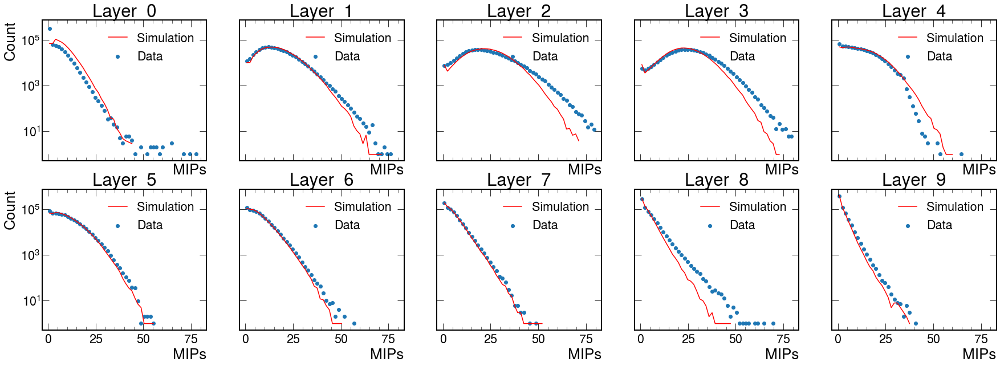 Layer 0
Layer 1
Layer 2
Layer 3
Layer 4
Count
10^5
10^3
10^1
Simulation
Data
Simulation
Data
Simulation
Data
Simulation
Data
Simulation
Data
MIPs
MIPs
MIPs
MIPs
MIPs
Layer 5
Layer 6
Layer 7
Layer 8
Layer 9
Count
10^5
10^3
10^1
Simulation
Data
Simulation
Data
Simulation
Data
Simulation
Data
Simulation
Data
0 25 50 75
0 25 50 75
0 25 50 75
0 25 50 75
0 25 50 75
MIPs
MIPs
MIPs
MIPs
MIPs